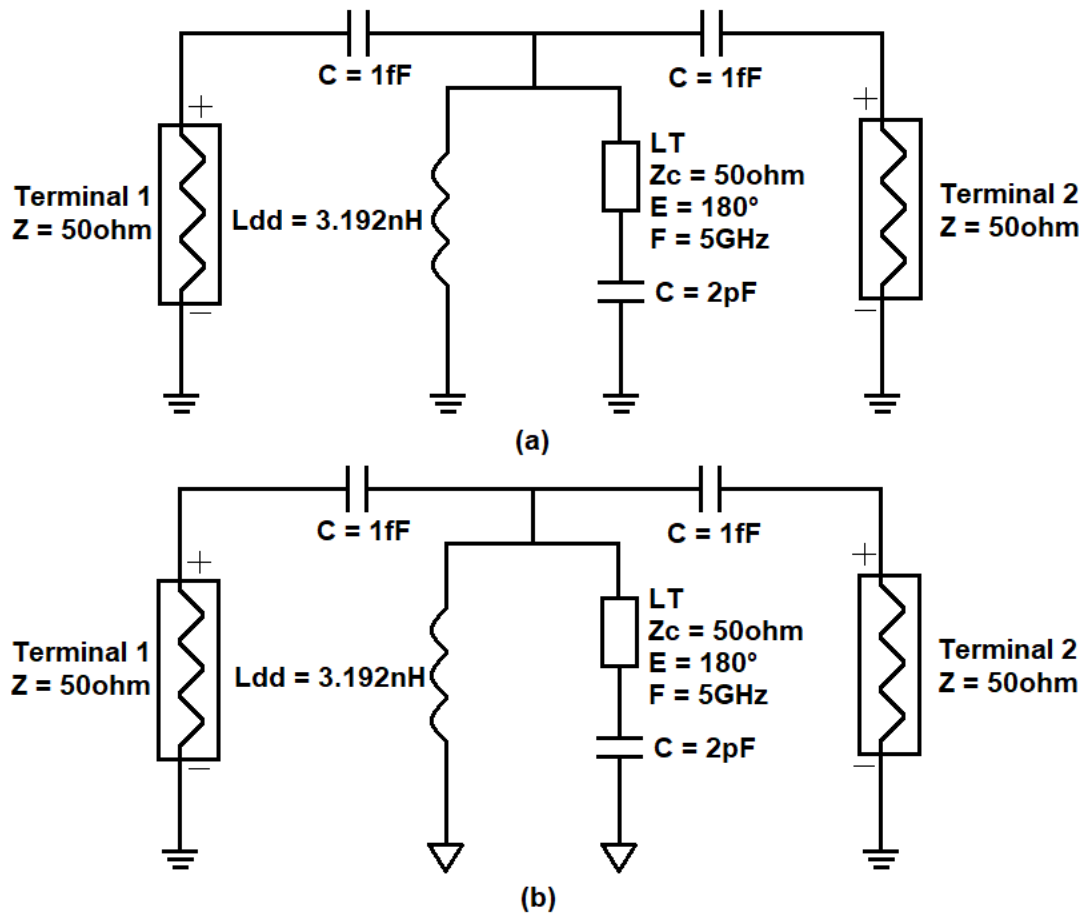 C = 1fF
C = 1fF
+
+
Terminal 1
Z = 50ohm
Ldd = 3.192nH
LT
Zc = 50ohm
E = 180°
F = 5GHz
C = 2pF
Terminal 2
Z = 50ohm
−
−
(a)
C = 1fF
C = 1fF
+
+
Terminal 1
Z = 50ohm
Ldd = 3.192nH
LT
Zc = 50ohm
E = 180°
F = 5GHz
C = 2pF
Terminal 2
Z = 50ohm
−
−
(b)